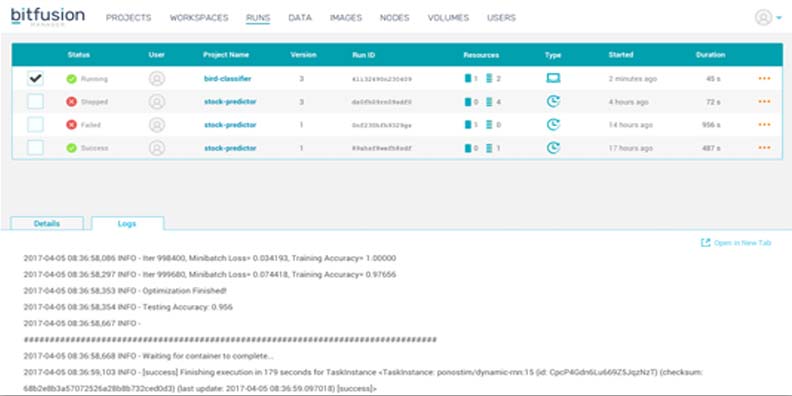 bitfusion
MANAGER
PROJECTS WORKSPACES RUNS DATA IMAGES NODES VOLUMES USERS
Status User Project Name Version Run ID Resources Type Started Duration
Running bird-classifier 3 1 2 2 minutes ago 45 s
Stopped stock-predictor 3 0 4 4 hours ago 72 s
Failed stock-predictor 1 1 0 14 hours ago 956 s
Success stock-predictor 1 0 1 17 hours ago 487 s
Details Logs
Open in New Tab
2017-04-05 08:36:58,086 INFO - Iter 998400, Minibatch Loss= 0.034193, Training Accuracy= 1.00000
2017-04-05 08:36:58,297 INFO - Iter 999680, Minibatch Loss= 0.074418, Training Accuracy= 0.97656
2017-04-05 08:36:58,353 INFO - Optimization Finished!
2017-04-05 08:36:58,354 INFO - Testing Accuracy: 0.956
2017-04-05 08:36:58,667 INFO -
################################################################################
2017-04-05 08:36:58,668 INFO - Waiting for container to complete...
2017-04-05 08:36:59,103 INFO - [success] Finishing execution in 179 seconds for TaskInstance <TaskInstance: ponostim/dynamic-rnn:15 (id: CpcP4Gdn6Lu669Z5JqzNzT) (checksum:
68b2e8b3a57072526a28b8b732ced0d3) (last update: 2017-04-05 08:36:59.097018) [success]>